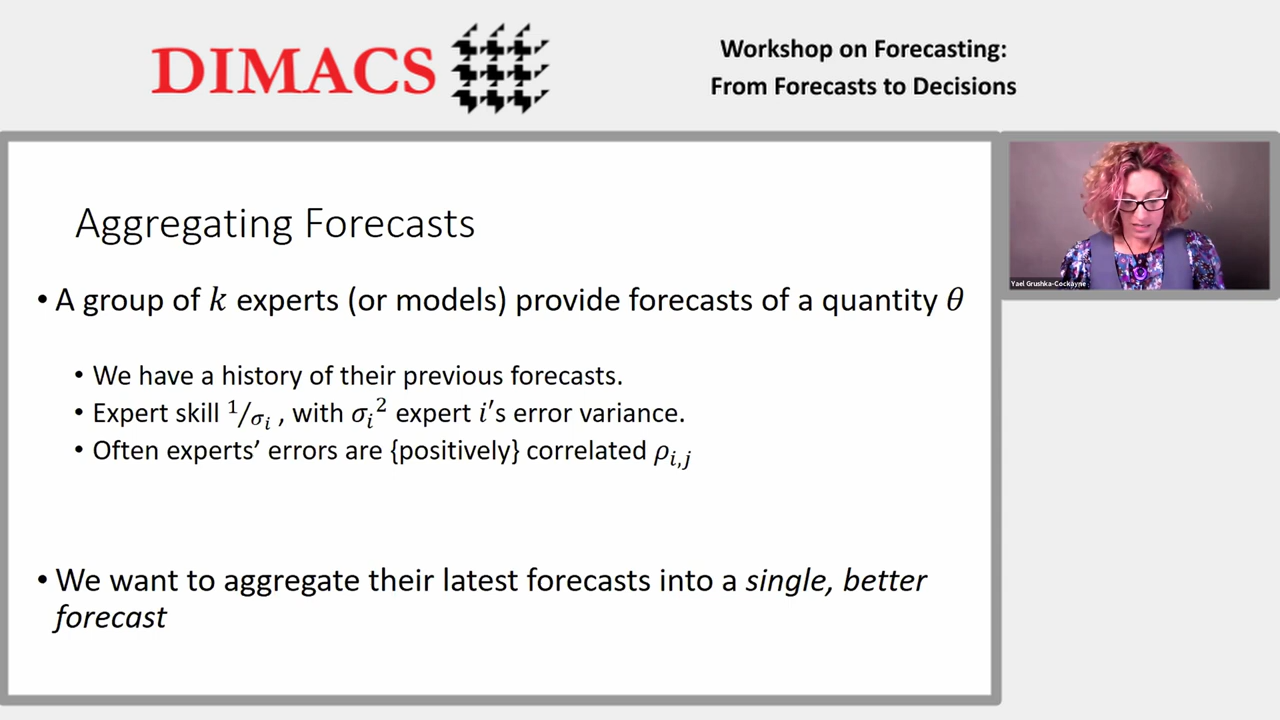 DIMACS
Workshop on Forecasting:
From Forecasts to Decisions
Aggregating Forecasts
• A group of k experts (or models) provide forecasts of a quantity θ
• We have a history of their previous forecasts.
• Expert skill 1/σᵢ , with σᵢ² expert i's error variance.
• Often experts’ errors are {positively} correlated ρᵢ,ⱼ
• We want to aggregate their latest forecasts into a single, better
forecast
Yael Grushka-Cockayne